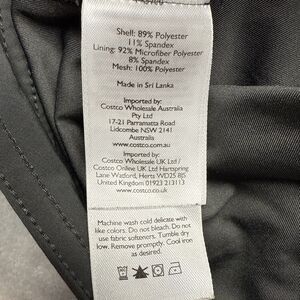 Shell: 89% Polyester
11% Spandex
Lining: 92% Microfiber Polyester
8% Spandex
Mesh: 100% Polyester
Made in Sri Lanka
Imported by:
Costco Wholesale Australia
Pty Ltd
17-21 Parramatta Road
Lidcombe NSW 2141
Australia
www.costco.com.au
Imported by:
Costco Wholesale UK Ltd /
Costco Online UK Ltd Hartspring
Lane Watford, Herts WD25 8JS
United Kingdom 01923 213113
www.costco.co.uk
Machine wash cold delicate with
like colors. Do not bleach. Do not
use fabric softeners. Tumble dry
low. Remove promptly. Cool iron
as desired.